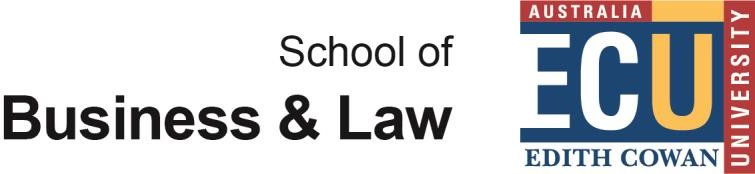 School of
Business & Law
AUSTRALIA
ECU
EDITH COWAN
UNIVERSITY